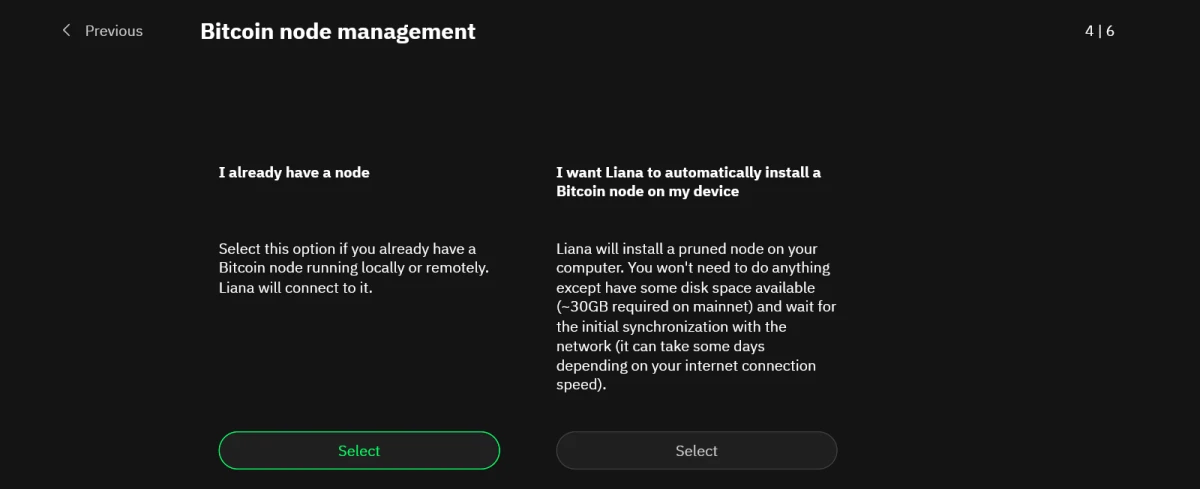 Previous
Bitcoin node management
4 | 6
I already have a node
Select this option if you already have a
Bitcoin node running locally or remotely.
Liana will connect to it.
Select
I want Liana to automatically install a
Bitcoin node on my device
Liana will install a pruned node on your
computer. You won't need to do anything
except have some disk space available
(~30GB required on mainnet) and wait for
the initial synchronization with the
network (it can take some days
depending on your internet connection
speed).
Select